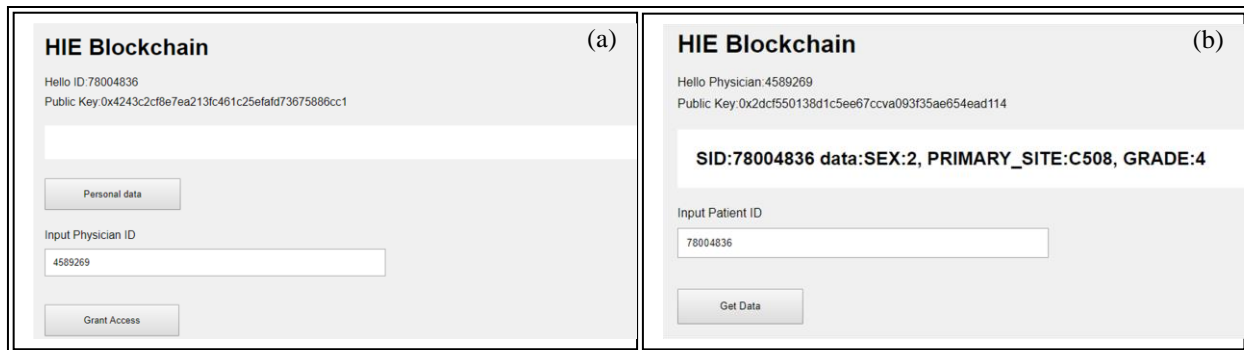 HIE Blockchain
(a)
Hello ID:78004836
Public Key:0x4243c2cf8e7ea213fc461c25efafd73675886cc1
Personal data
Input Physician ID
4589269
Grant Access
HIE Blockchain
(b)
Hello Physician:4589269
Public Key:0x2dcf550138d1c5ee67ccva093f35ae654ead114
SID:78004836 data:SEX:2, PRIMARY_SITE:C508, GRADE:4
Input Patient ID
78004836
Get Data